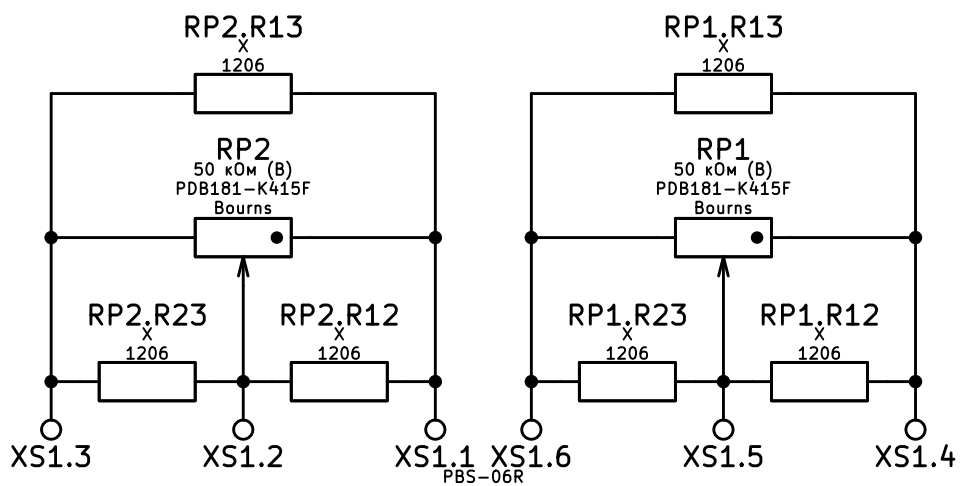 RP2.R13
X
1206
RP1.R13
X
1206
RP2
50 кОм (B)
PDB181-K415F
Bourns
RP1
50 кОм (B)
PDB181-K415F
Bourns
RP2.R23
X
1206
RP2.R12
X
1206
RP1.R23
X
1206
RP1.R12
X
1206
XS1.3
XS1.2
XS1.1
XS1.6
XS1.5
XS1.4
PBS-06R